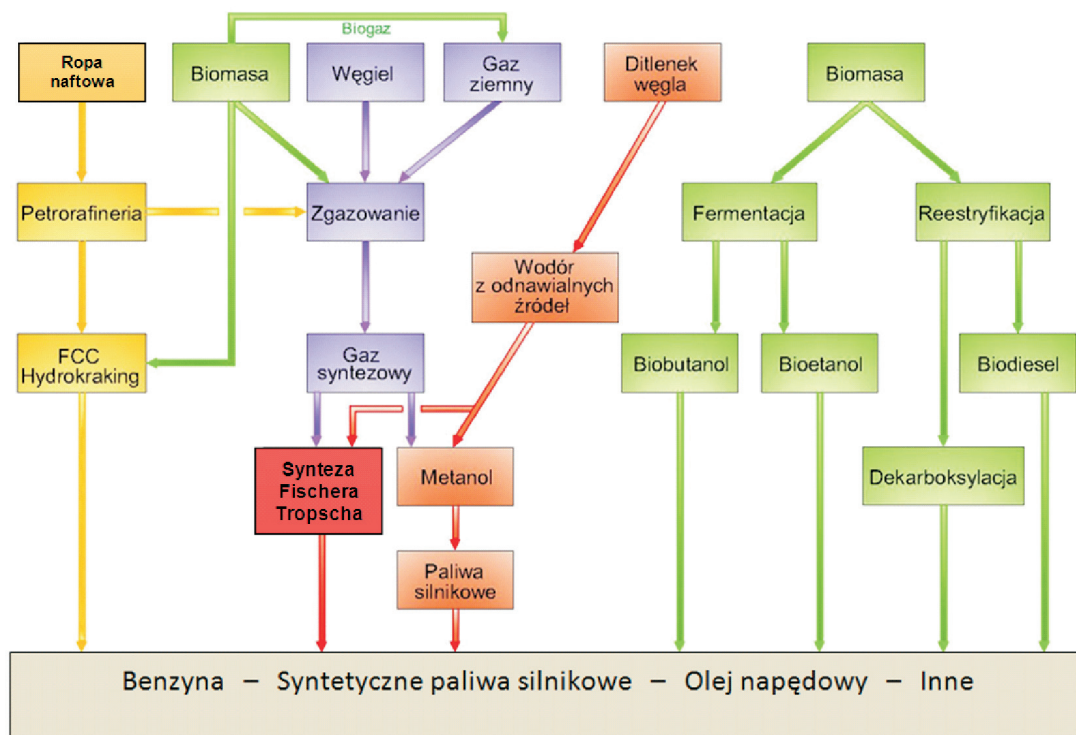 Biogaz
Ropa
naftowa
Biomasa
Węgiel
Gaz
ziemny
Ditlenek
węgla
Biomasa
Petrorafineria
Zgazowanie
Fermentacja
Reestryfikacja
Wodór
z odnawialnych
źródeł
FCC
Hydrokraking
Gaz
syntezowy
Biobutanol
Bioetanol
Biodiesel
Synteza
Fischera
Tropscha
Metanol
Dekarboksylacja
Paliwa
silnikowe
Benzyna – Syntetyczne paliwa silnikowe – Olej napędowy – Inne